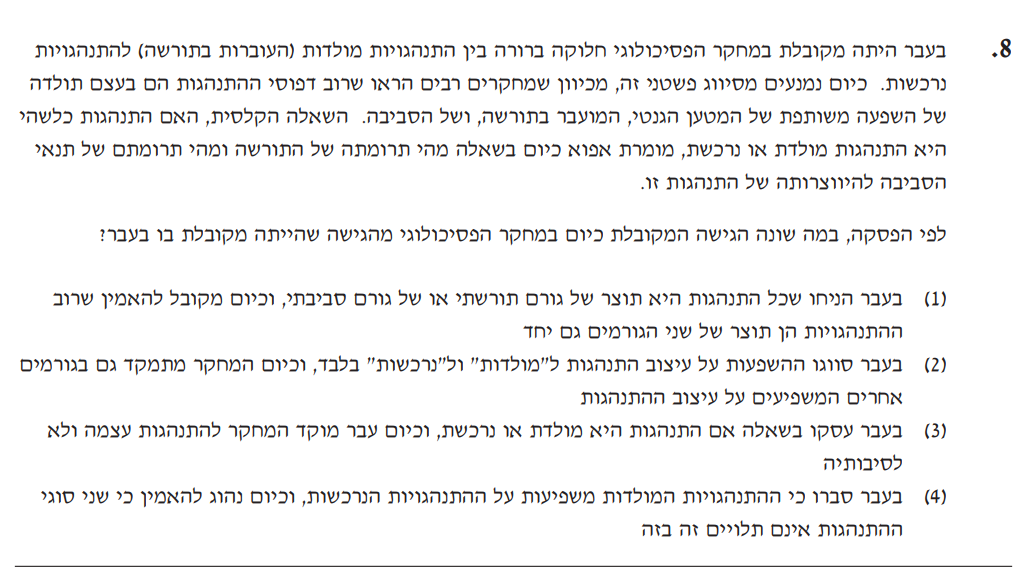 8. בעבר היתה מקובלת במחקר הפסיכולוגי חלוקה ברורה בין התנהגויות מולדות (העוברות בתורשה) להתנהגויות
נרכשות. כיום נמנעים מסיווג פשטני זה, מכיוון שמחקרים רבים הראו שרוב דפוסי ההתנהגות הם בעצם תולדה
של השפעה משותפת של המטען הגנטי, המועבר בתורשה, ושל הסביבה. השאלה הקלסית, האם התנהגות כלשהי
היא התנהגות מולדת או נרכשת, מומרת אפוא כיום בשאלה מהי תרומתה של התורשה ומהי תרומתם של תנאי
הסביבה להיווצרותה של התנהגות זו.
לפי הפסקה, במה שונה הגישה המקובלת כיום במחקר הפסיכולוגי מהגישה שהייתה מקובלת בו בעבר?
(1) בעבר הניחו שכל התנהגות היא תוצר של גורם תורשתי או של גורם סביבתי, וכיום מקובל להאמין שרוב
ההתנהגויות הן תוצר של שני הגורמים גם יחד
(2) בעבר סווגו ההשפעות על עיצוב התנהגות ל"מולדות" ול"נרכשות" בלבד, וכיום המחקר מתמקד גם בגורמים
אחרים המשפיעים על עיצוב ההתנהגות
(3) בעבר עסקו בשאלה אם התנהגות היא מולדת או נרכשת, וכיום עבר מוקד המחקר להתנהגות עצמה ולא
לסיבותיה
(4) בעבר סברו כי ההתנהגויות המולדות משפיעות על ההתנהגויות הנרכשות, וכיום נהוג להאמין כי שני סוגי
ההתנהגות אינם תלויים זה בזה